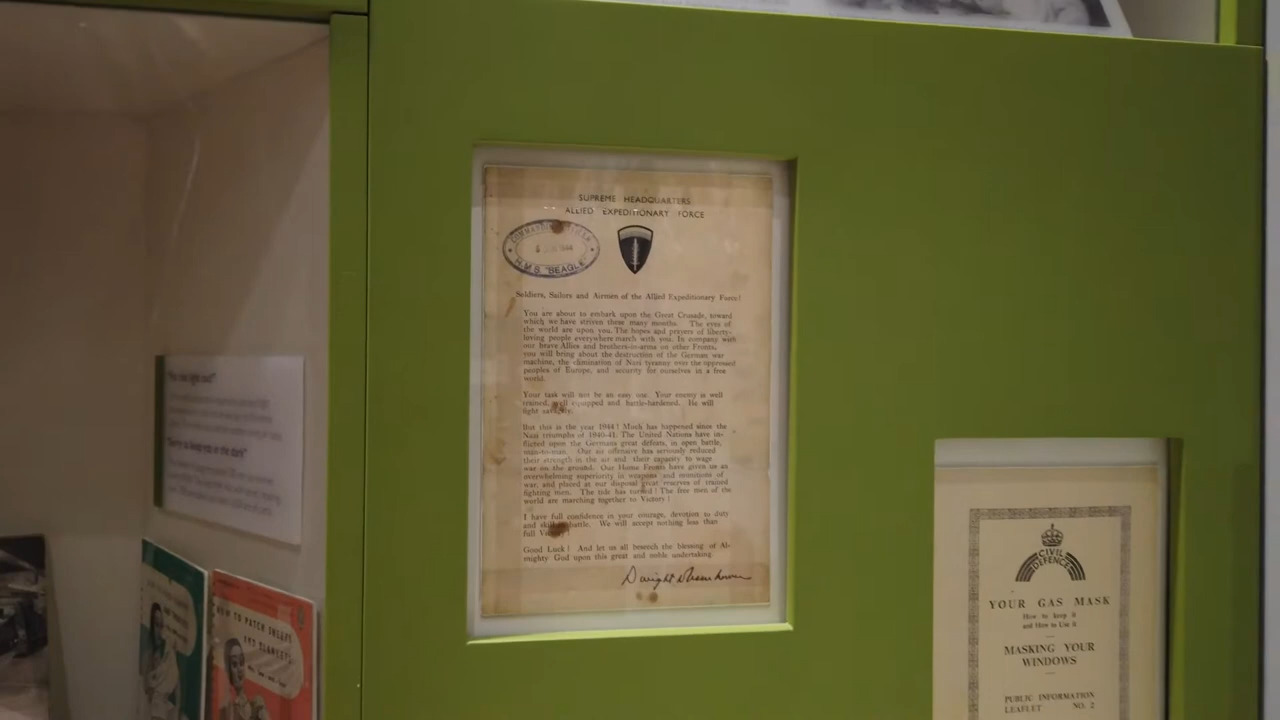 SUPREME HEADQUARTERS
ALLIED EXPEDITIONARY FORCE
COMMANDING
1944
H.M.S. "BEAGLE"
Soldiers, Sailors and Airmen of the Allied Expeditionary Force!
You are about to embark upon the Great Crusade, toward
which we have striven these many months. The eyes of
the world are upon you. The hopes and prayers of liberty-
loving people everywhere march with you. In company with
our brave Allies and brothers-in-arms on other Fronts,
you will bring about the destruction of the German war
machine, the elimination of Nazi tyranny over the oppressed
peoples of Europe, and security for ourselves in a free
world.
Your task will not be an easy one. Your enemy is well
trained, well equipped and battle-hardened. He will
fight savagely.
But this is the year 1944! Much has happened since the
Nazi triumphs of 1940-41. The United Nations have in-
flicted upon the Germans great defeats, in open battle,
man-to-man. Our air offensive has seriously reduced
their strength in the air and their capacity to wage
war on the ground. Our Home Fronts have given us an
overwhelming superiority in weapons and munitions of
war, and placed at our disposal great reserves of trained
fighting men. The tide has turned! The free men of the
world are marching together to Victory!
I have full confidence in your courage, devotion to duty
and skill in battle. We will accept nothing less than
full Victory!
Good Luck! And let us all beseech the blessing of Al-
mighty God upon this great and noble undertaking.
Dwight D Eisenhower
"Sorry to keep you in the dark"
HOW TO PATCH SHEETS
AND BLANKETS
CIVIL
DEFENCE
YOUR GAS MASK
How to keep it
and How to Use it
MASKING YOUR
WINDOWS
PUBLIC INFORMATION
LEAFLET NO. 2